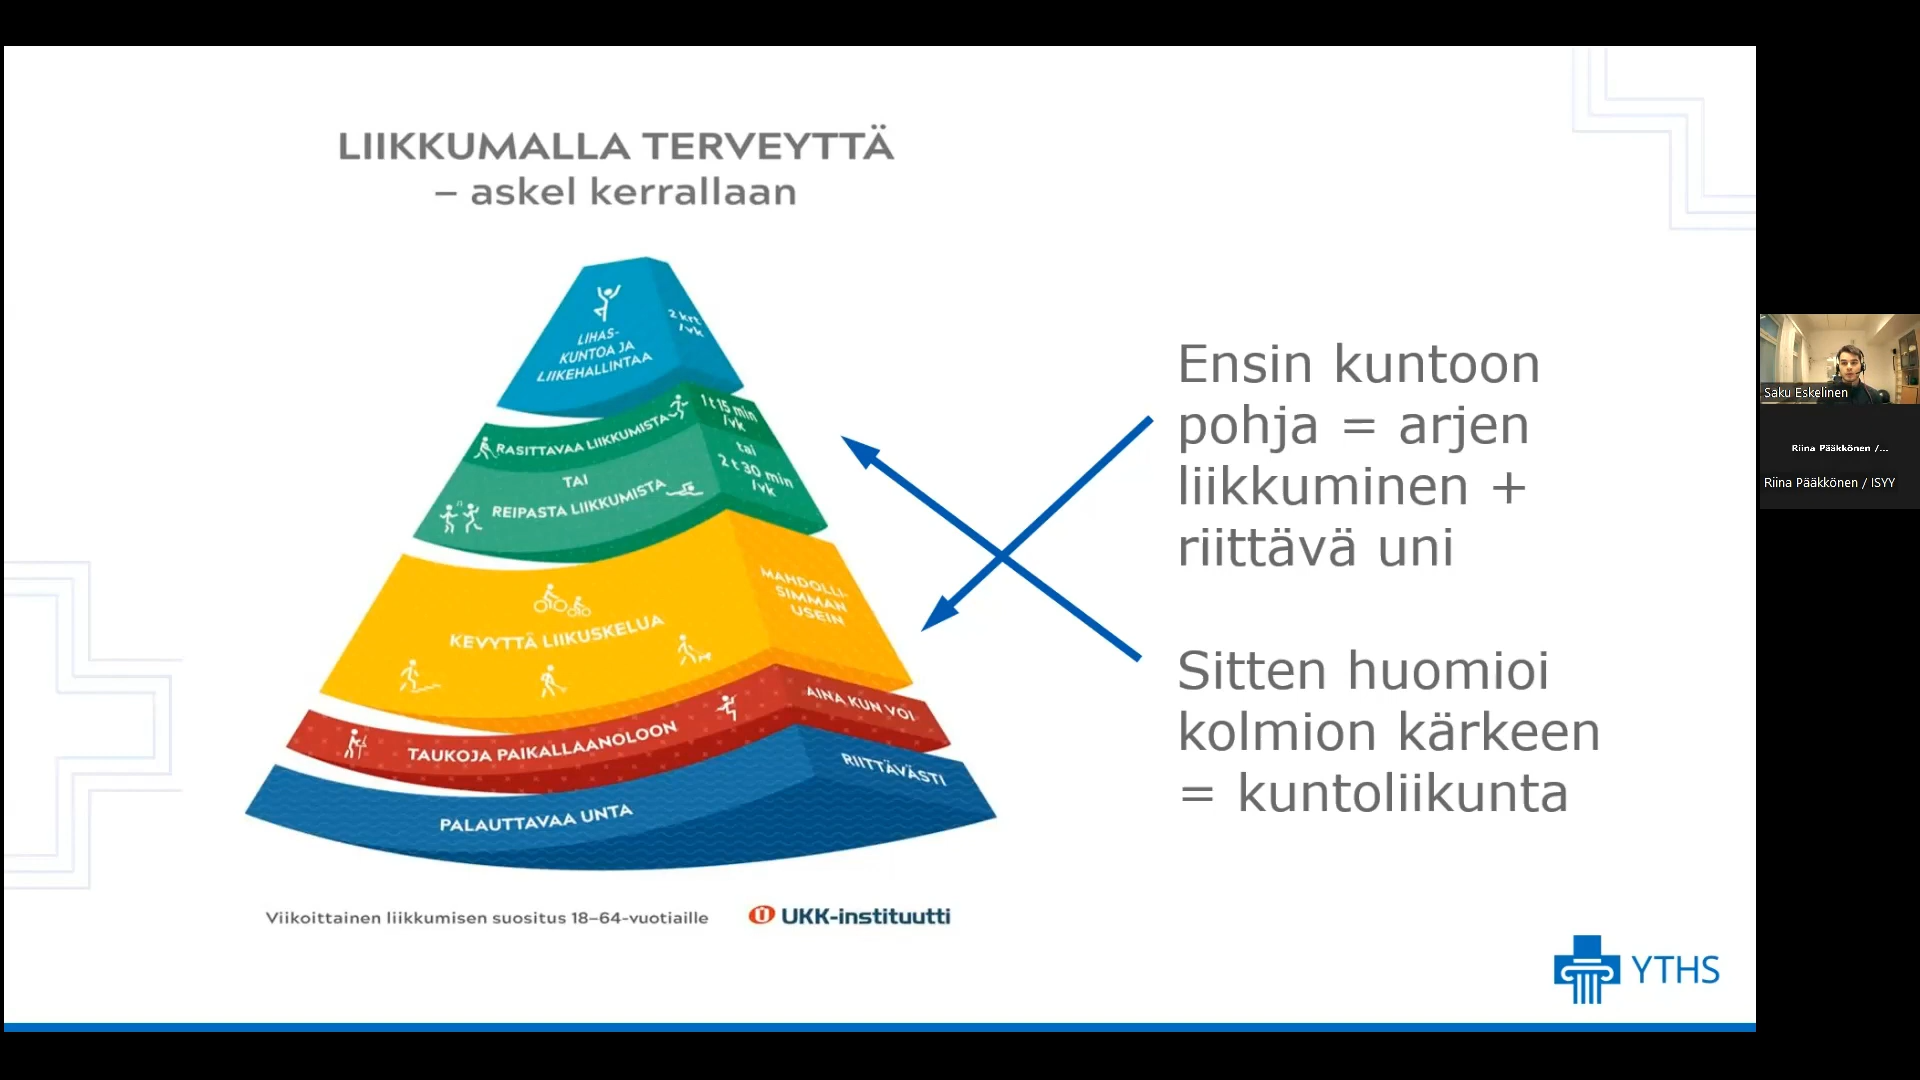 LIIKKUMALLA TERVEYTTÄ
– askel kerrallaan
LIHAS-
KUNTOA JA
LIIKEHALLINTAA
2 krt
/vk
RASITTAVAA LIIKKUMISTA
1 t 15 min
/vk
TAI
tai
REIPASTA LIIKKUMISTA
2 t 30 min
/vk
KEVYTTÄ LIIKUSKELUA
MAHDOLLI-
SIMMAN
USEIN
TAUKOJA PAIKALLAANOLOON
AINA KUN VOI
PALAUTTAVAA UNTA
RIITTÄVÄSTI
Viikoittainen liikkumisen suositus 18–64-vuotiaille
UKK-instituutti
Ensin kuntoon
pohja = arjen
liikkuminen +
riittävä uni
Sitten huomioi
kolmion kärkeen
= kuntoliikunta
YTHS
Saku Eskelinen
Riina Pääkkönen /...
Riina Pääkkönen / ISYY